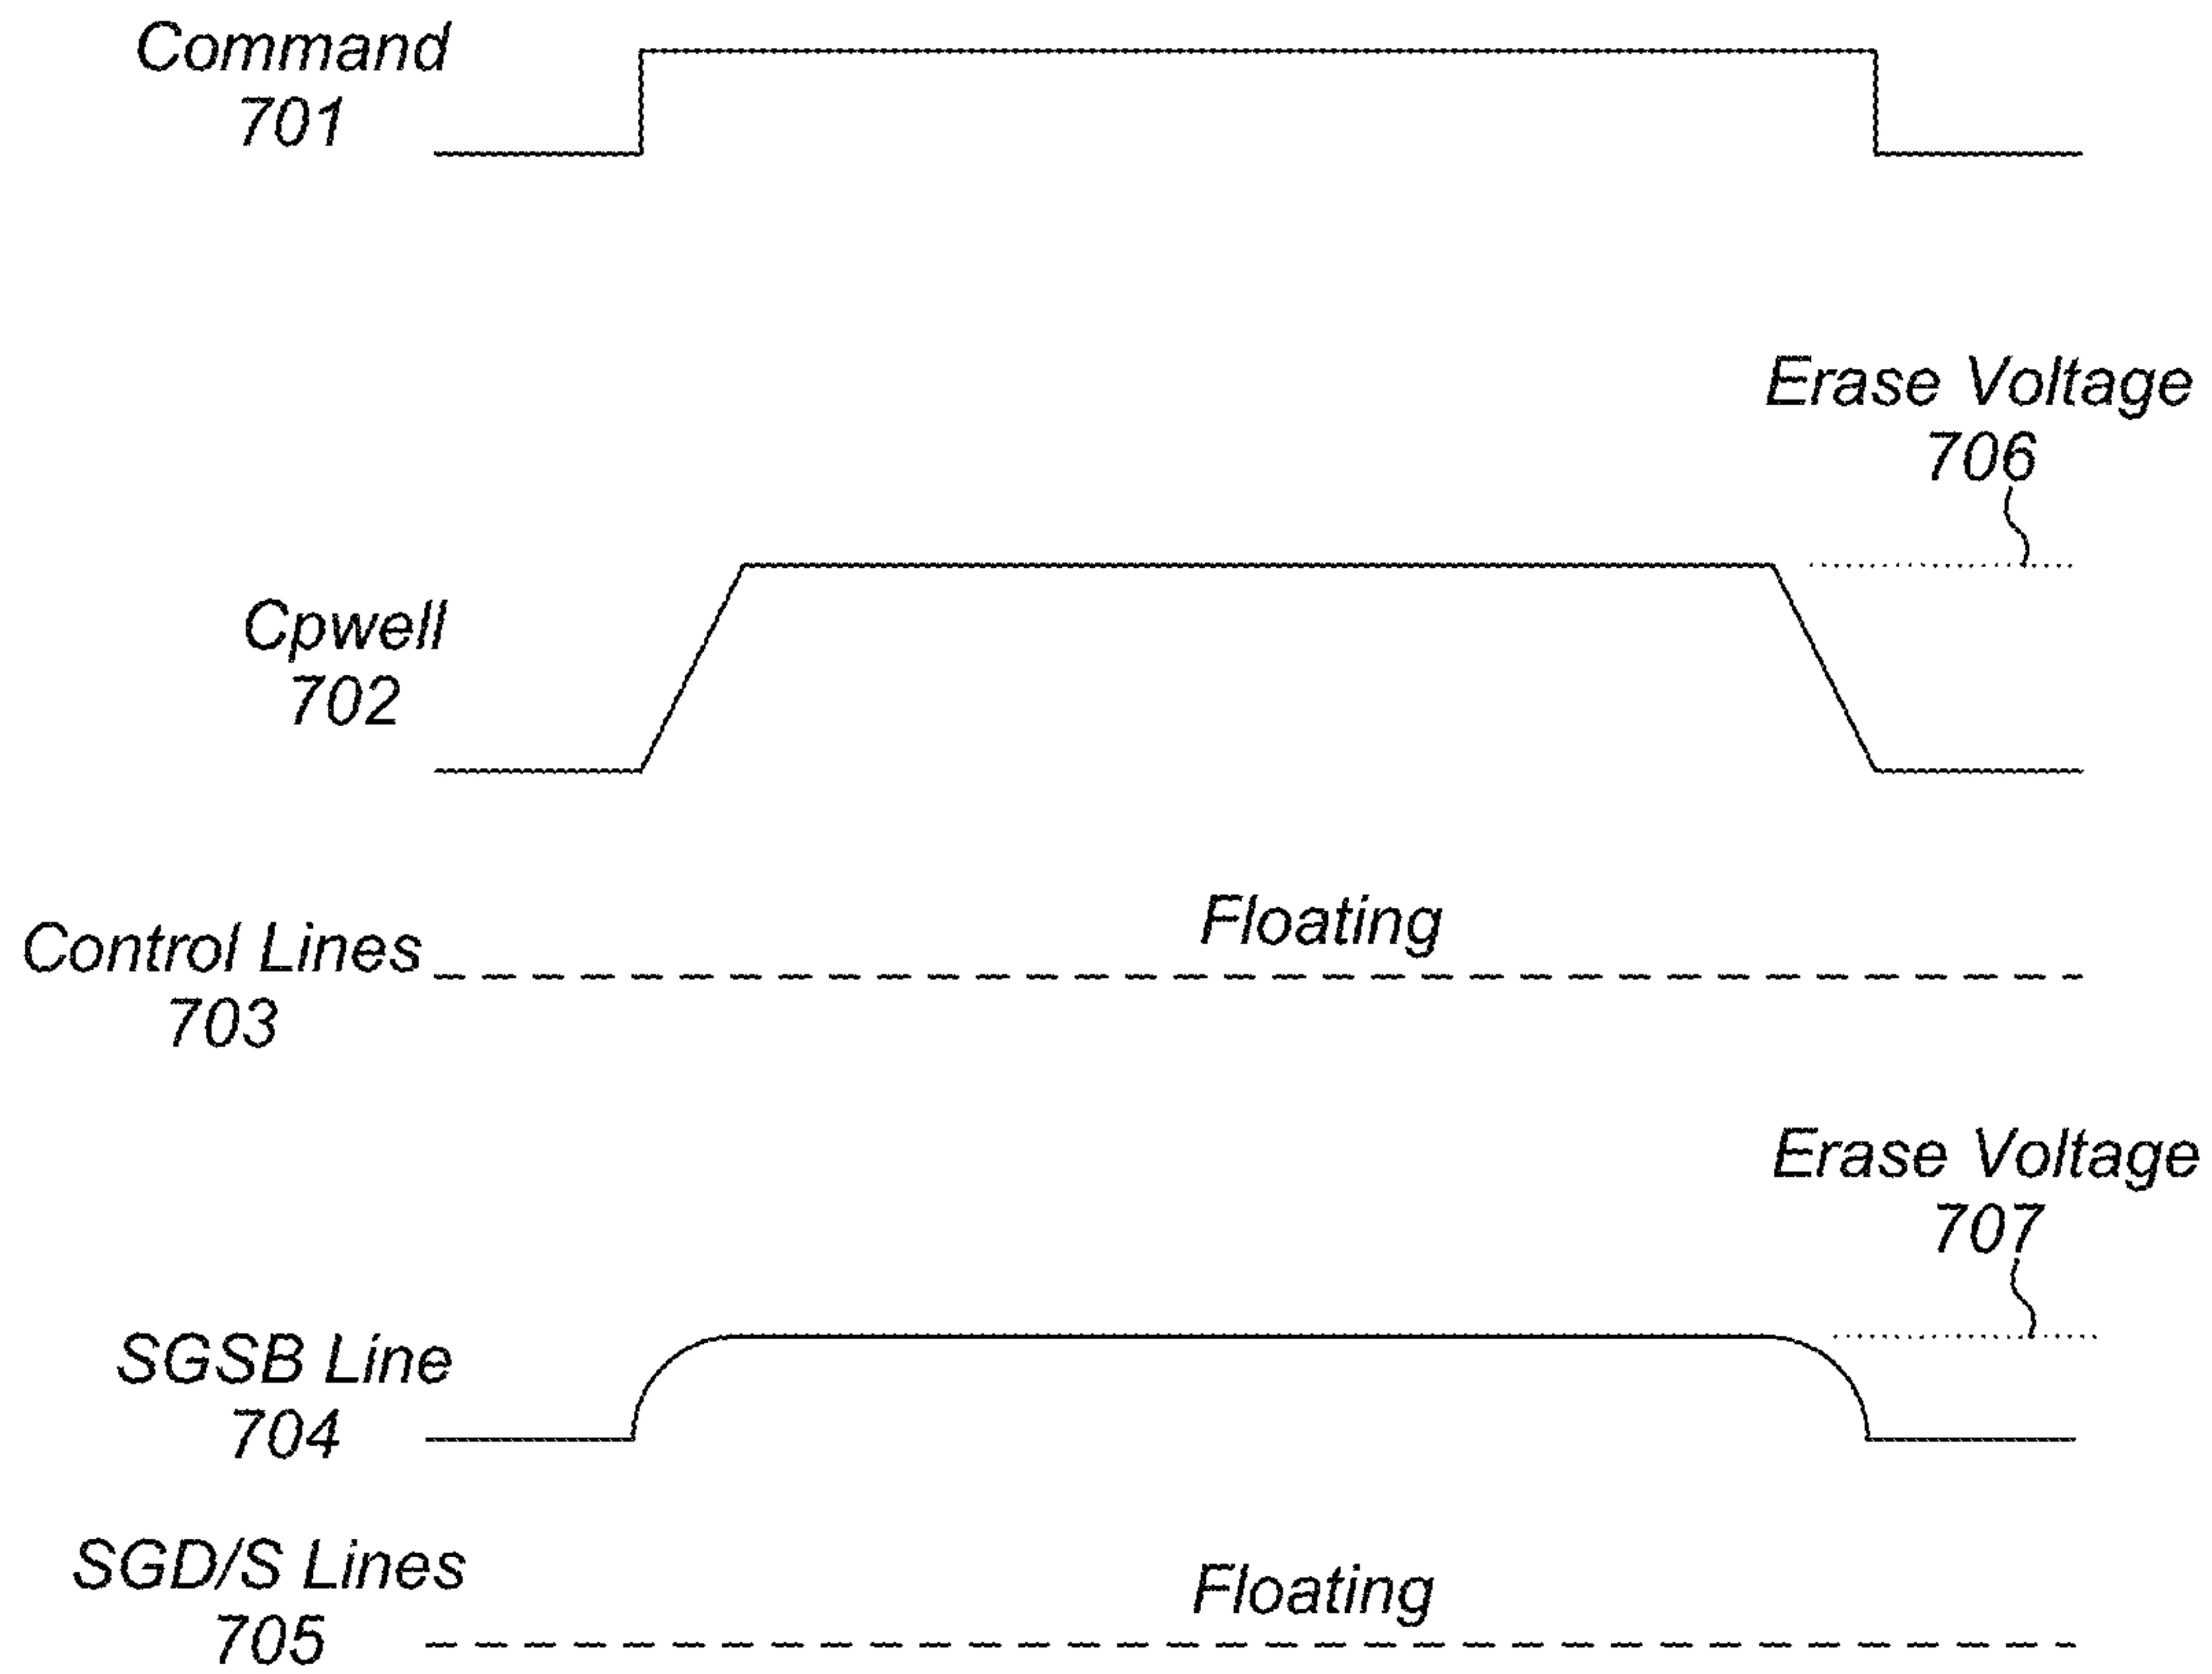 Command
701
Erase Voltage
706
Cpwell
702
Floating
Control Lines
703
Erase Voltage
707
SGSB Line
704
SGD/S Lines
Floating
705